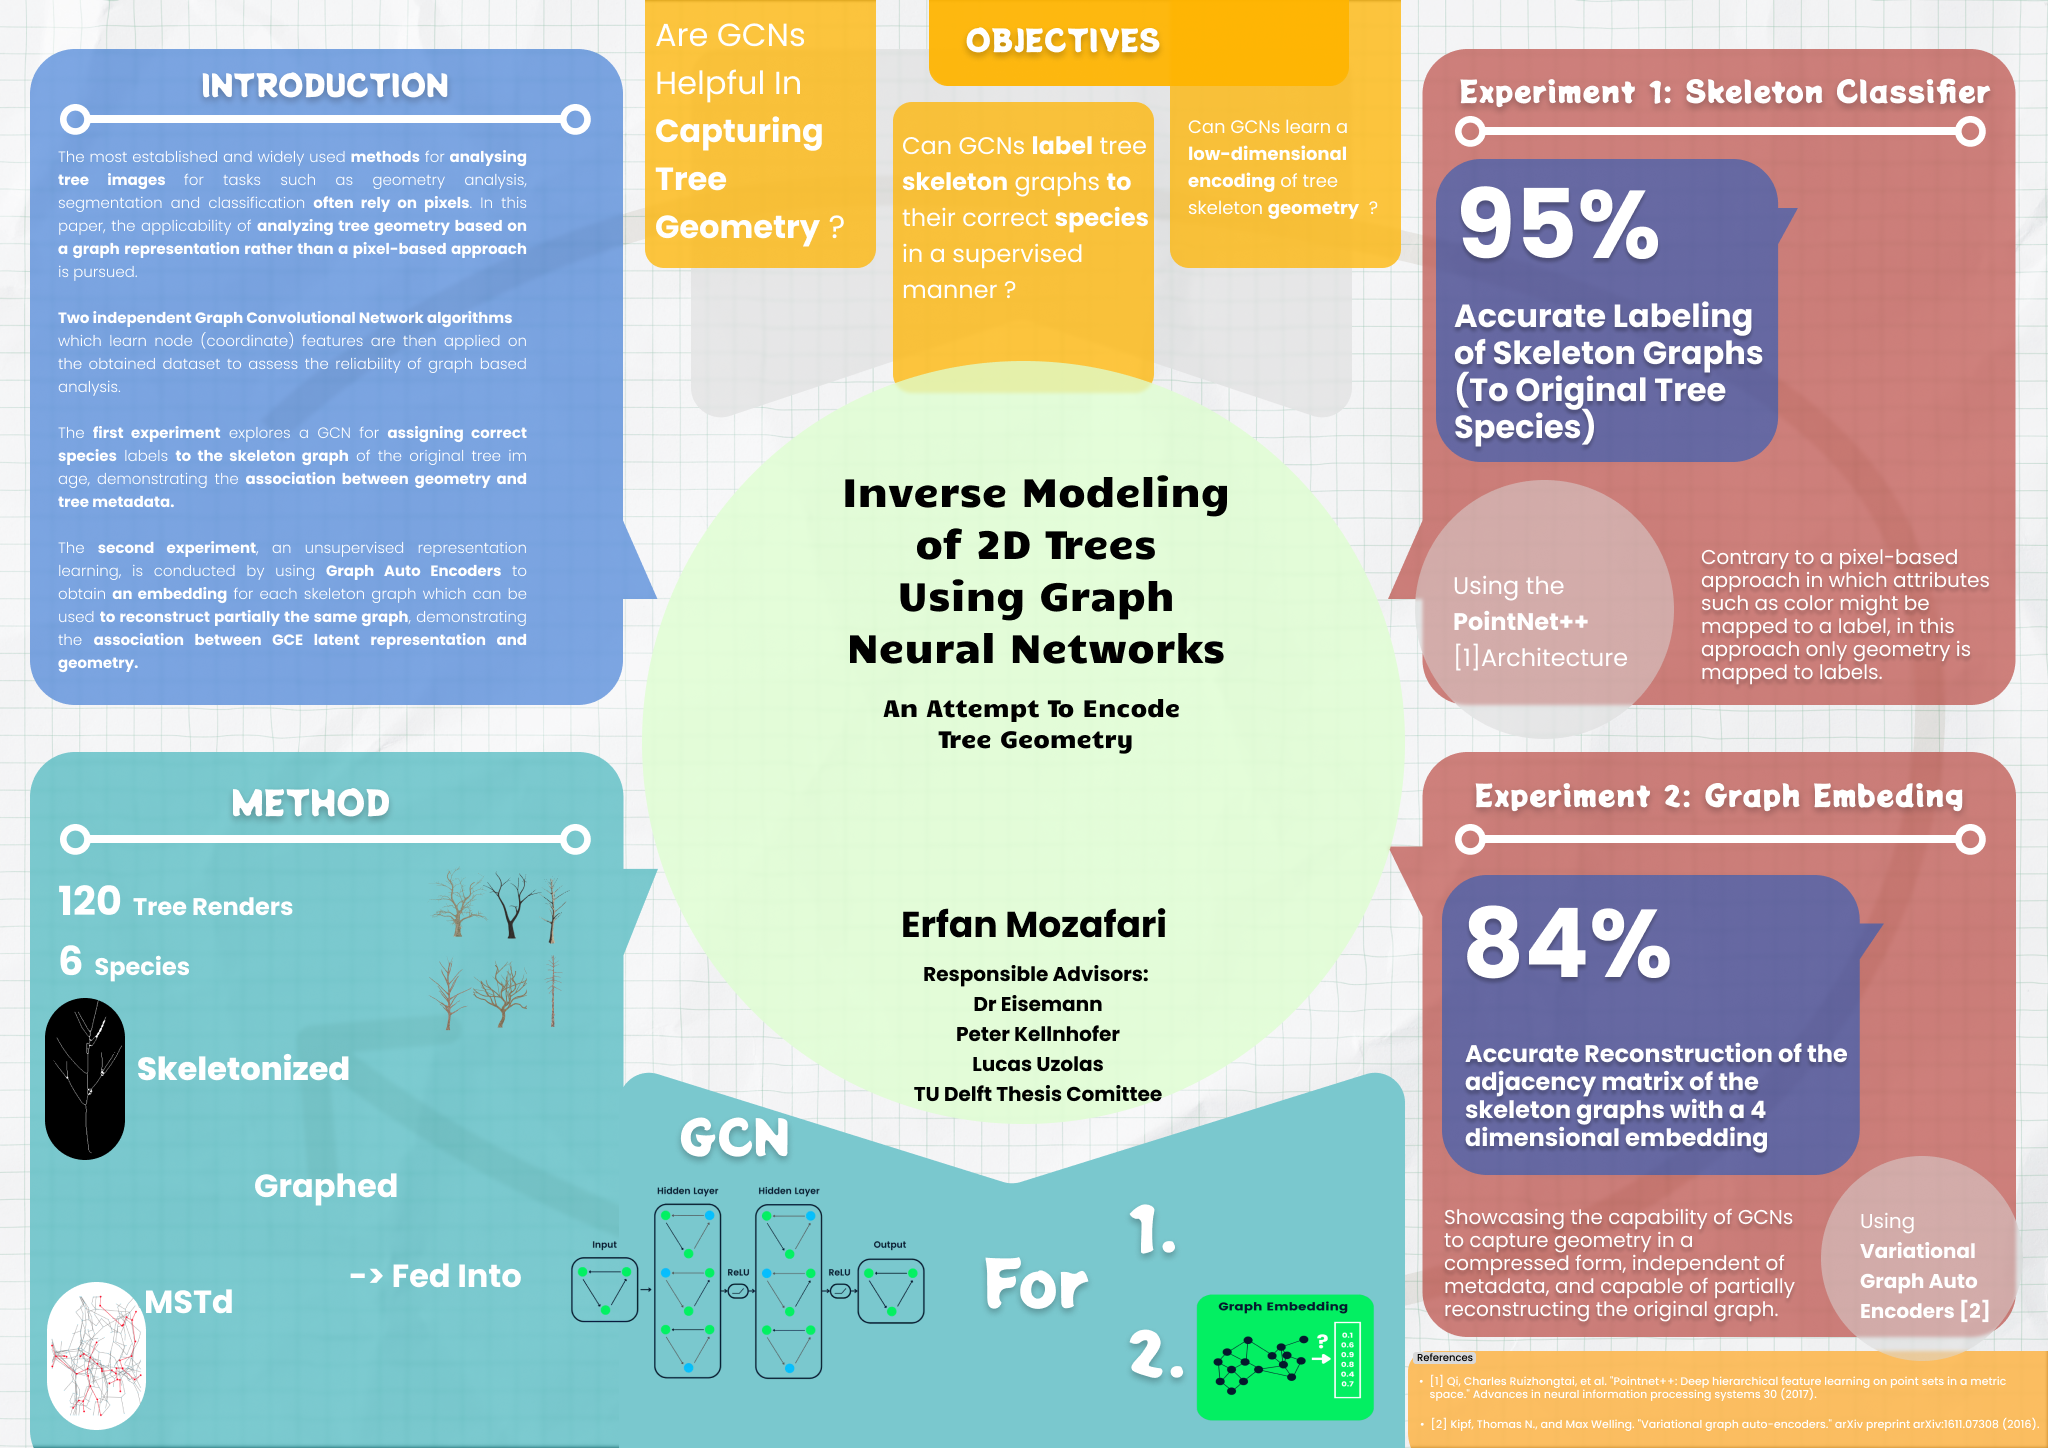 INTRODUCTION
The most established and widely used methods for analysing
tree images for tasks such as geometry analysis,
segmentation and classification often rely on pixels. In this
paper, the applicability of analyzing tree geometry based on
a graph representation rather than a pixel-based approach
is pursued.
Two independent Graph Convolutional Network algorithms
which learn node (coordinate) features are then applied on
the obtained dataset to assess the reliability of graph based
analysis.
The first experiment explores a GCN for assigning correct
species labels to the skeleton graph of the original tree im
age, demonstrating the association between geometry and
tree metadata.
The second experiment, an unsupervised representation
learning, is conducted by using Graph Auto Encoders to
obtain an embedding for each skeleton graph which can be
used to reconstruct partially the same graph, demonstrating
the association between GCE latent representation and
geometry.
Are GCNs
Helpful In
Capturing
Tree
Geometry ?
OBJECTIVES
Can GCNs label tree
skeleton graphs to
their correct species
in a supervised
manner ?
Can GCNs learn a
low-dimensional
encoding of tree
skeleton geometry ?
Inverse Modeling
of 2D Trees
Using Graph
Neural Networks
An Attempt To Encode
Tree Geometry
Erfan Mozafari
Responsible Advisors:
Dr Eisemann
Peter Kellnhofer
Lucas Uzolas
TU Delft Thesis Comittee
METHOD
120 Tree Renders
6 Species
Skeletonized
Graphed
-> Fed Into
MSTd
GCN
Hidden Layer
Hidden Layer
Input
ReLU
ReLU
Output
For
1.
2.
Graph Embedding
?
0.1
0.6
0.9
0.8
0.4
0.7
Experiment 1: Skeleton Classifier
95%
Accurate Labeling
of Skeleton Graphs
(To Original Tree
Species)
Using the
PointNet++
[1]Architecture
Contrary to a pixel-based
approach in which attributes
such as color might be
mapped to a label, in this
approach only geometry is
mapped to labels.
Experiment 2: Graph Embeding
84%
Accurate Reconstruction of the
adjacency matrix of the
skeleton graphs with a 4
dimensional embedding
Showcasing the capability of GCNs
to capture geometry in a
compressed form, independent of
metadata, and capable of partially
reconstructing the original graph.
Using
Variational
Graph Auto
Encoders [2]
References
• [1] Qi, Charles Ruizhongtai, et al. "Pointnet++: Deep hierarchical feature learning on point sets in a metric
space." Advances in neural information processing systems 30 (2017).
• [2] Kipf, Thomas N., and Max Welling. "Variational graph auto-encoders." arXiv preprint arXiv:1611.07308 (2016).